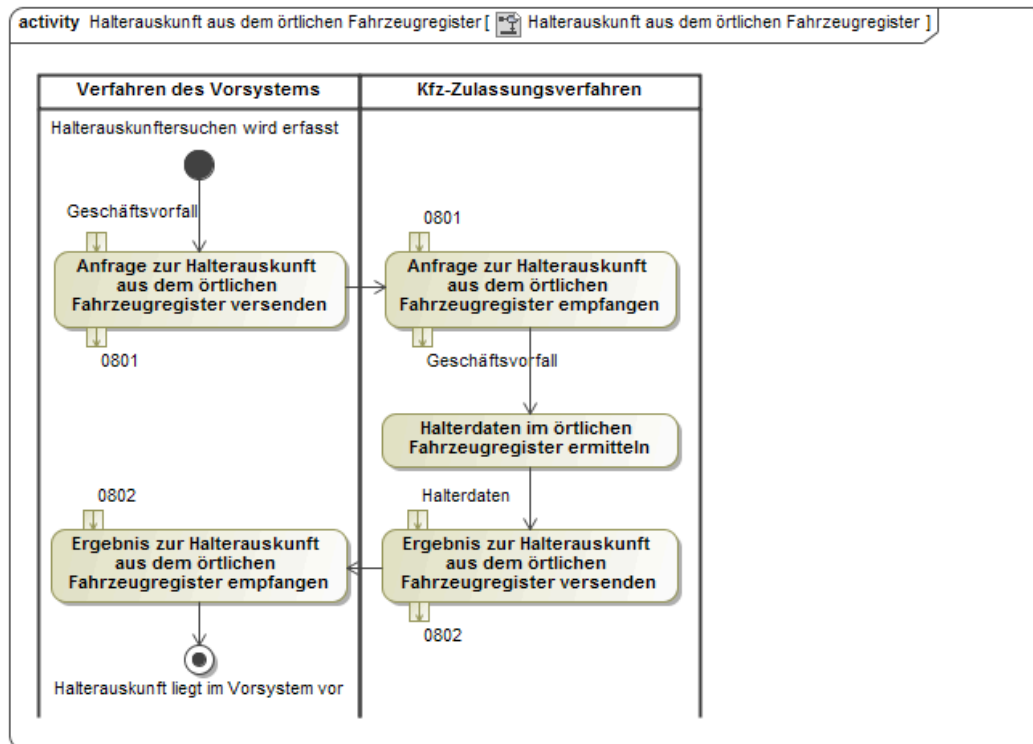 activity Halterauskunft aus dem örtlichen Fahrzeugregister [ Halterauskunft aus dem örtlichen Fahrzeugregister ]
Verfahren des Vorsystems
Kfz-Zulassungsverfahren
Halterauskunftersuchen wird erfasst
Geschäftsvorfall
Anfrage zur Halterauskunft
aus dem örtlichen
Fahrzeugregister versenden
0801
0801
Anfrage zur Halterauskunft
aus dem örtlichen
Fahrzeugregister empfangen
Geschäftsvorfall
Halterdaten im örtlichen
Fahrzeugregister ermitteln
Halterdaten
Ergebnis zur Halterauskunft
aus dem örtlichen
Fahrzeugregister versenden
0802
0802
Ergebnis zur Halterauskunft
aus dem örtlichen
Fahrzeugregister empfangen
Halterauskunft liegt im Vorsystem vor